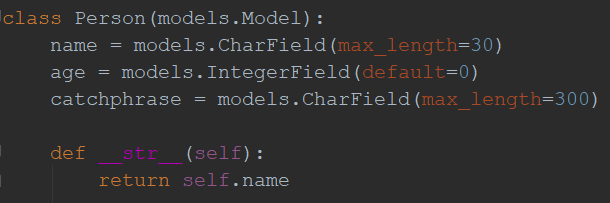 class Person(models.Model):
    name = models.CharField(max_length=30)
    age = models.IntegerField(default=0)
    catchphrase = models.CharField(max_length=300)
    def __str__(self):
        return self.name